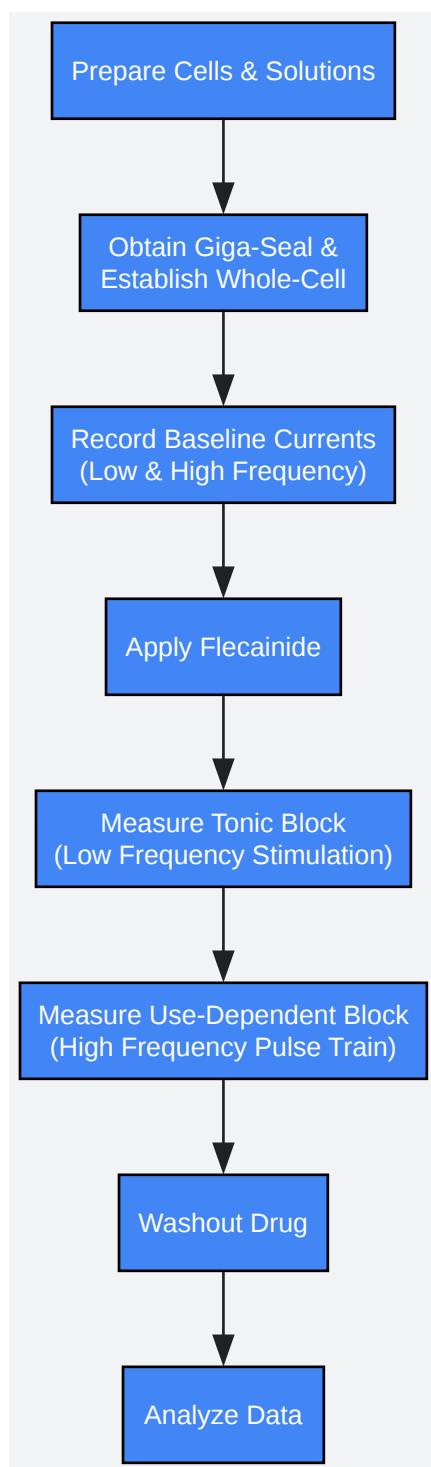 Prepare Cells & Solutions
Obtain Giga-Seal &
Establish Whole-Cell
Record Baseline Currents
(Low & High Frequency)
Apply Flecainide
Measure Tonic Block
(Low Frequency Stimulation)
Measure Use-Dependent Block
(High Frequency Pulse Train)
Washout Drug
Analyze Data